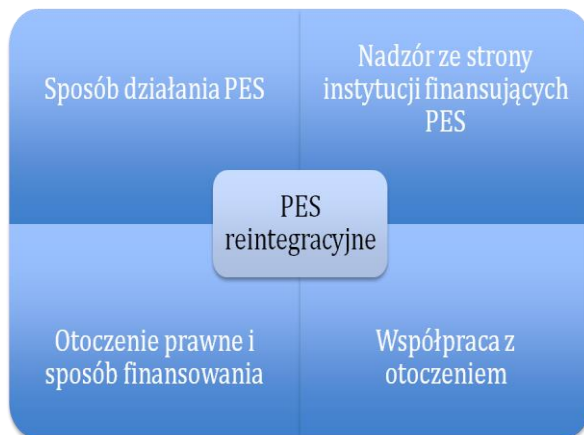 Sposób działania PES
Nadzór ze strony
instytucji finansujących
PES
PES
reintegracyjne
Otoczenie prawne i
sposób finansowania
Współpraca z
otoczeniem